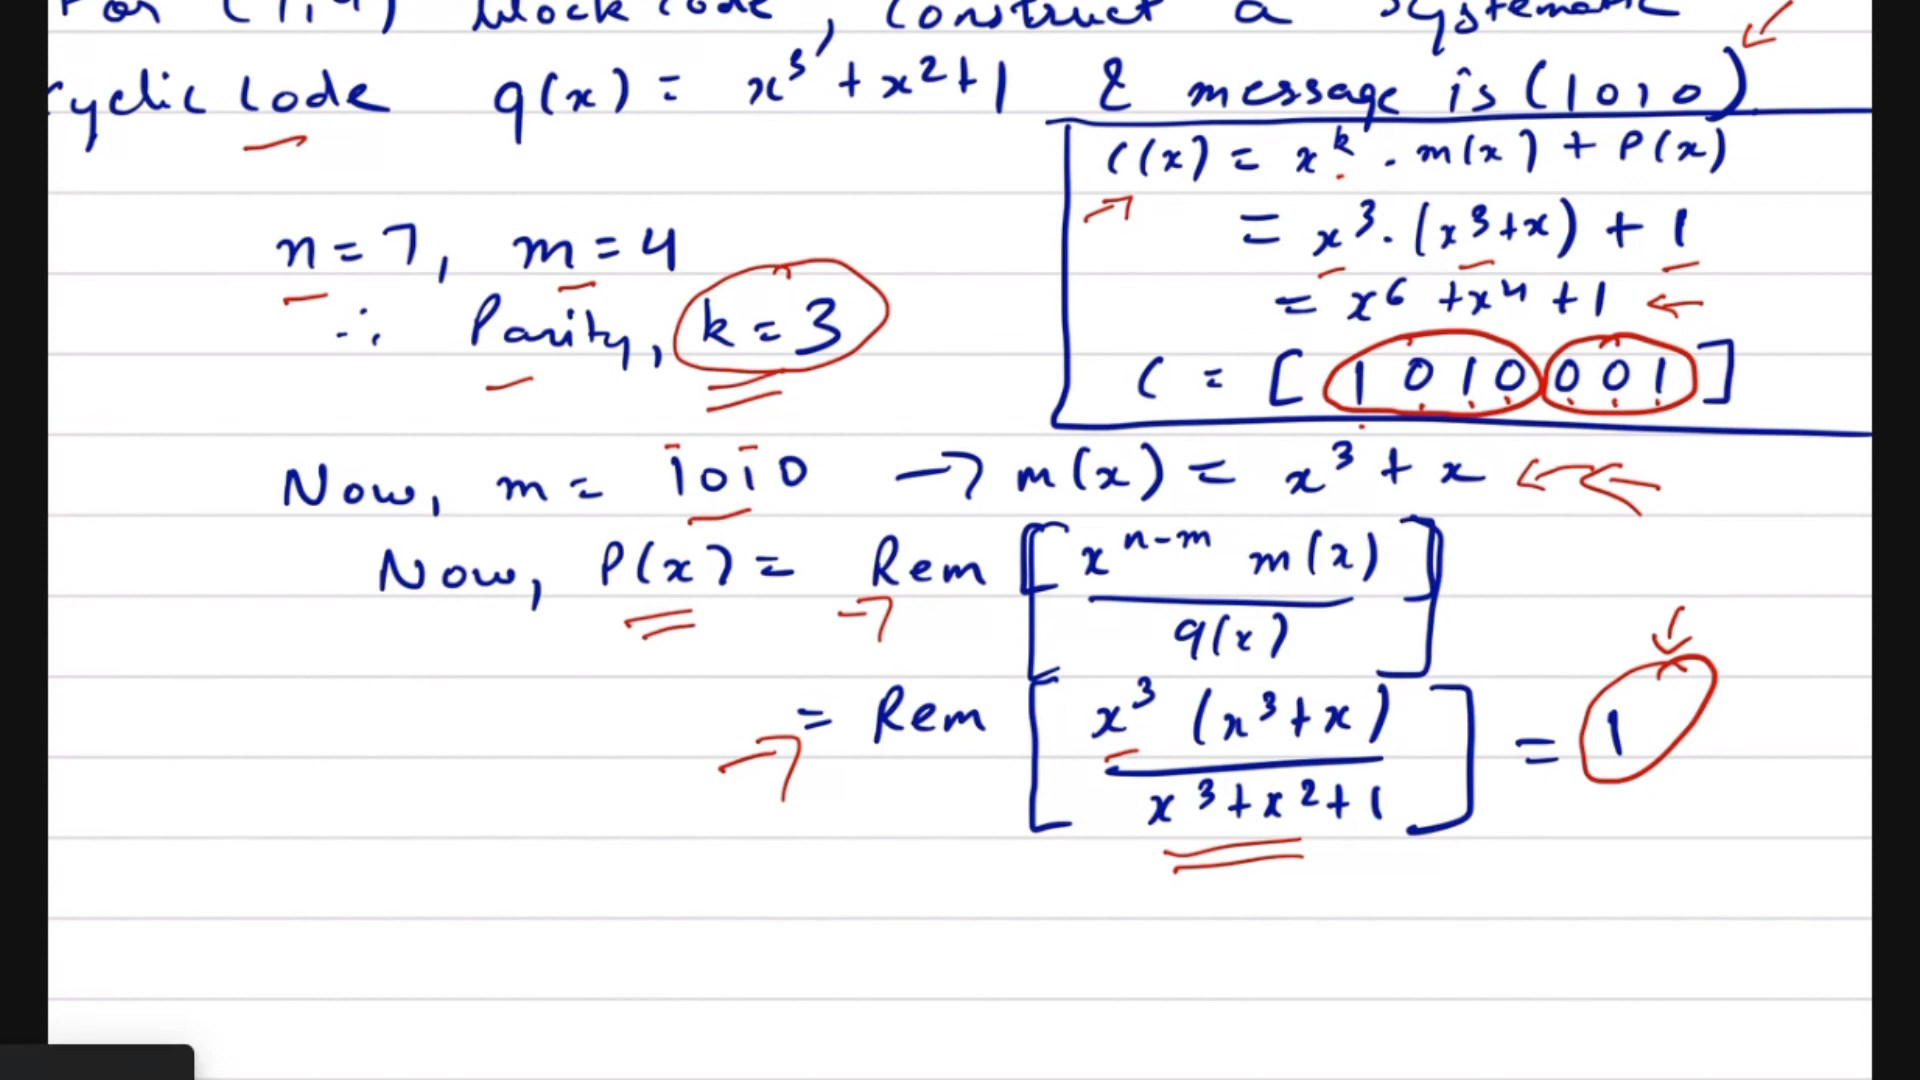 For (7,4) block code, construct a systematic
cyclic code g(x) = x³ + x² + 1 & message is (1010)
C(x) = x^k . m(x) + P(x)
= x³ . (x³+x) + 1
= x⁶ + x⁴ + 1
C = [1 0 1 0 0 0 1]
n = 7, m = 4
∴ Parity, k = 3
Now, m = 1010 → m(x) = x³ + x
Now, P(x) = Rem [x^(n-m) m(x) / g(x)]
= Rem [x³ (x³+x) / x³+x²+1] = 1